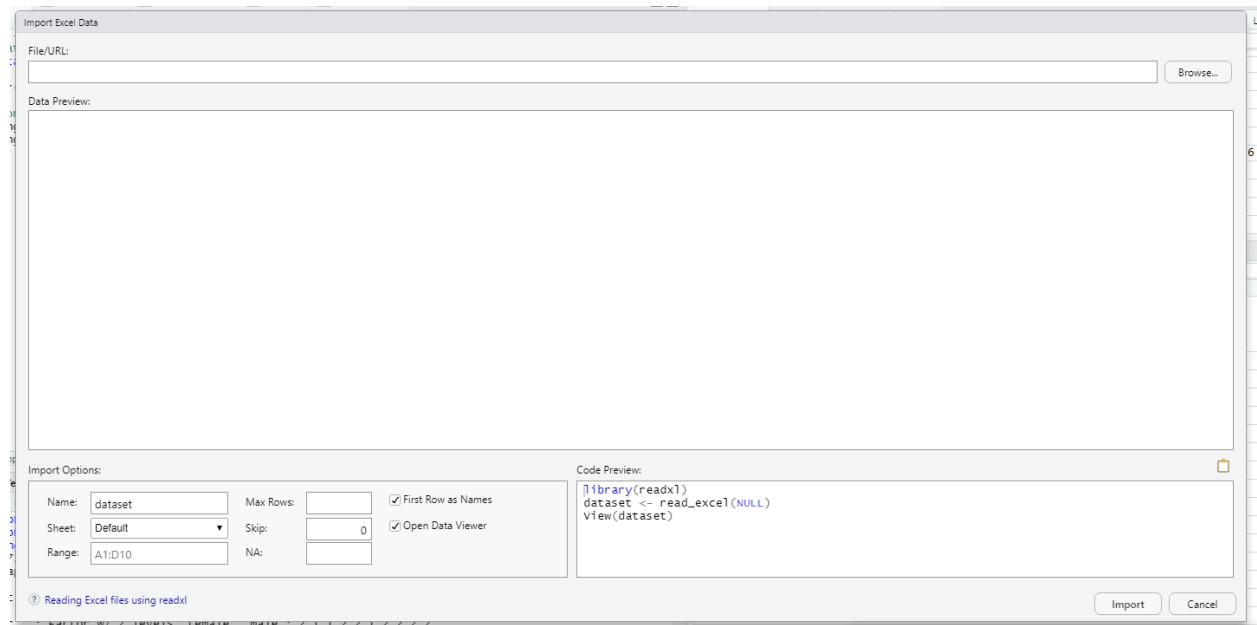 Import Excel Data
File/URL:
Browse...
Data Preview:
Import Options:
Name: dataset
Max Rows:
First Row as Names
Sheet: Default
Skip: 0
Open Data Viewer
Range: A1:D10
NA:
Code Preview:
library(readxl)
dataset <- read_excel(NULL)
View(dataset)
? Reading Excel files using readxl
Import
Cancel